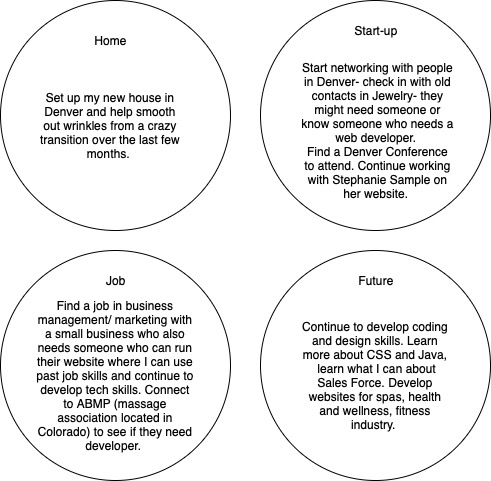 Home
Set up my new house in
Denver and help smooth
out wrinkles from a crazy
transition over the last few
months.
Start-up
Start networking with people
in Denver- check in with old
contacts in Jewelry- they
might need someone or
know someone who needs a
web developer.
Find a Denver Conference
to attend. Continue working
with Stephanie Sample on
her website.
Job
Find a job in business
management/ marketing with
a small business who also
needs someone who can run
their website where I can use
past job skills and continue to
develop tech skills. Connect
to ABMP (massage
association located in
Colorado) to see if they need
developer.
Future
Continue to develop coding
and design skills. Learn
more about CSS and Java,
learn what I can about
Sales Force. Develop
websites for spas, health
and wellness, fitness
industry.